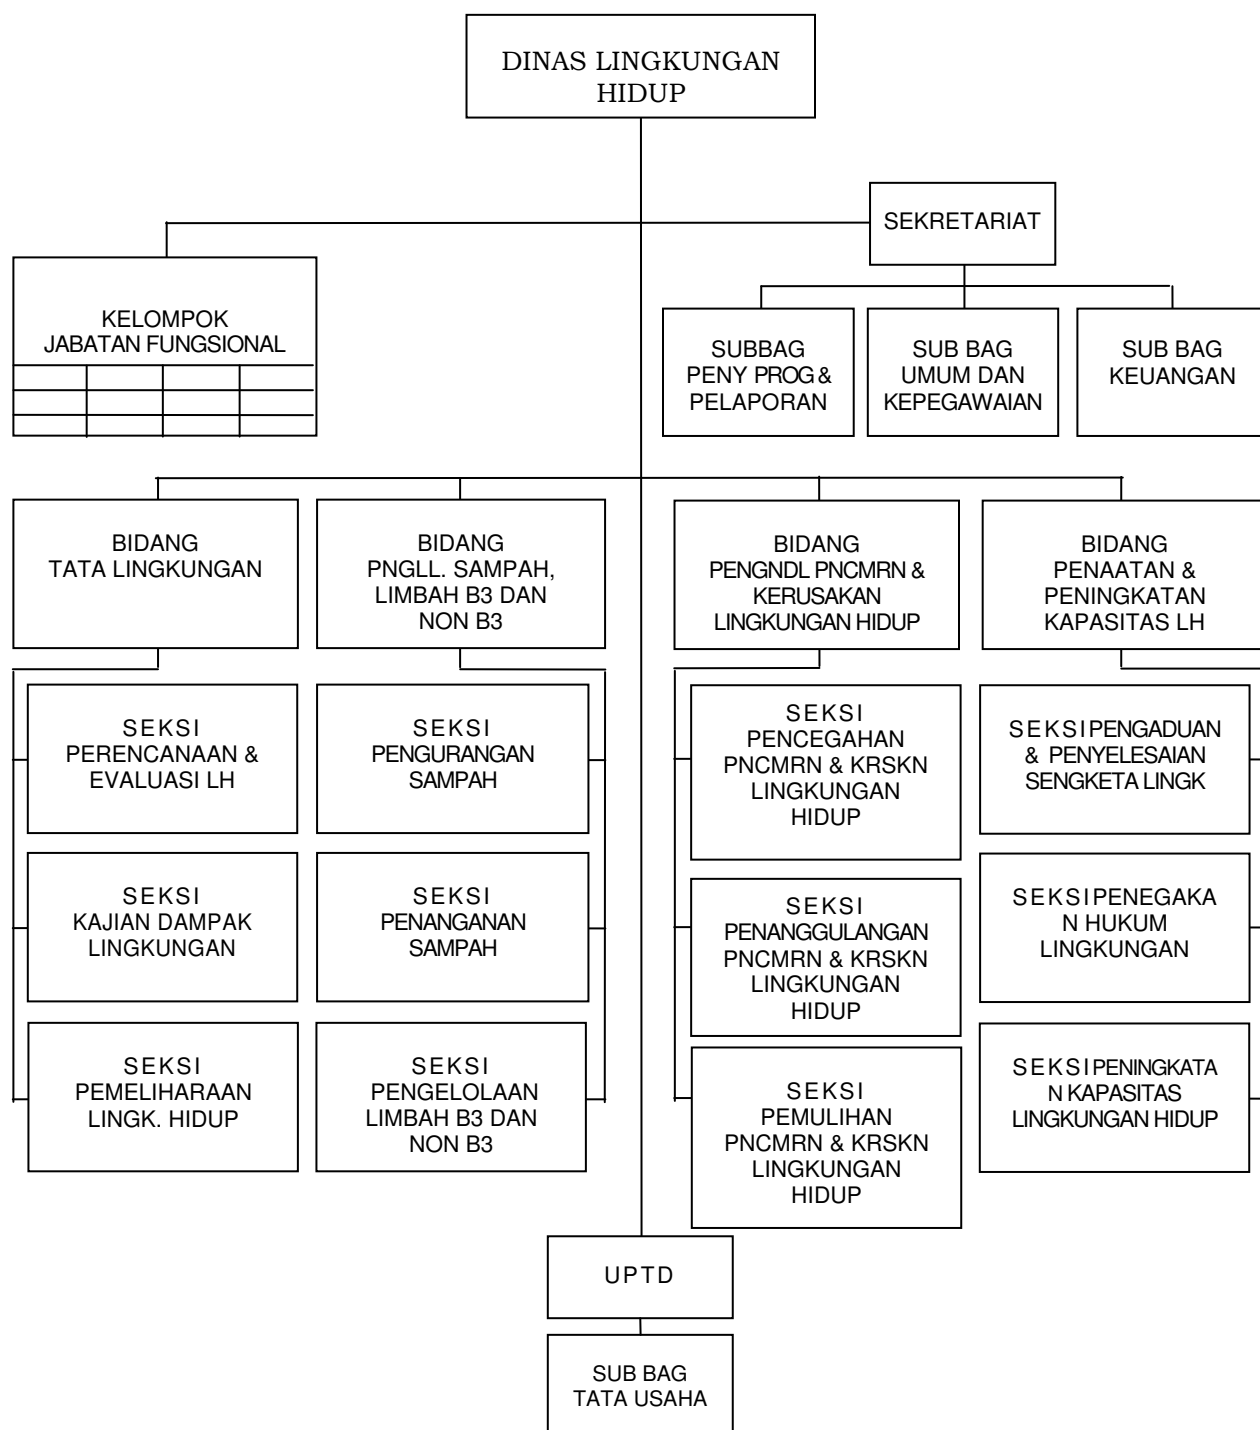 DINAS LINGKUNGAN
HIDUP
SEKRETARIAT
KELOMPOK
JABATAN FUNGSIONAL
SUBBAG
PENY PROG &
PELAPORAN
SUB BAG
UMUM DAN
KEPEGAWAIAN
SUB BAG
KEUANGAN
BIDANG
TATA LINGKUNGAN
BIDANG
PNGLL. SAMPAH,
LIMBAH B3 DAN
NON B3
BIDANG
PENGNDL PNCMRN &
KERUSAKAN
LINGKUNGAN HIDUP
BIDANG
PENAATAN &
PENINGKATAN
KAPASITAS LH
SEKSI
PERENCANAAN &
EVALUASI LH
SEKSI
PENGURANGAN
SAMPAH
SEKSI
PENCEGAHAN
PNCMRN & KRSKN
LINGKUNGAN
HIDUP
SEKSI PENGADUAN
& PENYELESAIAN
SENGKETA LINGK
SEKSI
KAJIAN DAMPAK
LINGKUNGAN
SEKSI
PENANGANAN
SAMPAH
SEKSI
PENANGGULANGAN
PNCMRN & KRSKN
LINGKUNGAN
HIDUP
SEKSI PENEGAKA
N HUKUM
LINGKUNGAN
SEKSI
PEMELIHARAAN
LINGK. HIDUP
SEKSI
PENGELOLAAN
LIMBAH B3 DAN
NON B3
SEKSI
PEMULIHAN
PNCMRN & KRSKN
LINGKUNGAN
HIDUP
SEKSI PENINGKATA
N KAPASITAS
LINGKUNGAN HIDUP
UPTD
SUB BAG
TATA USAHA